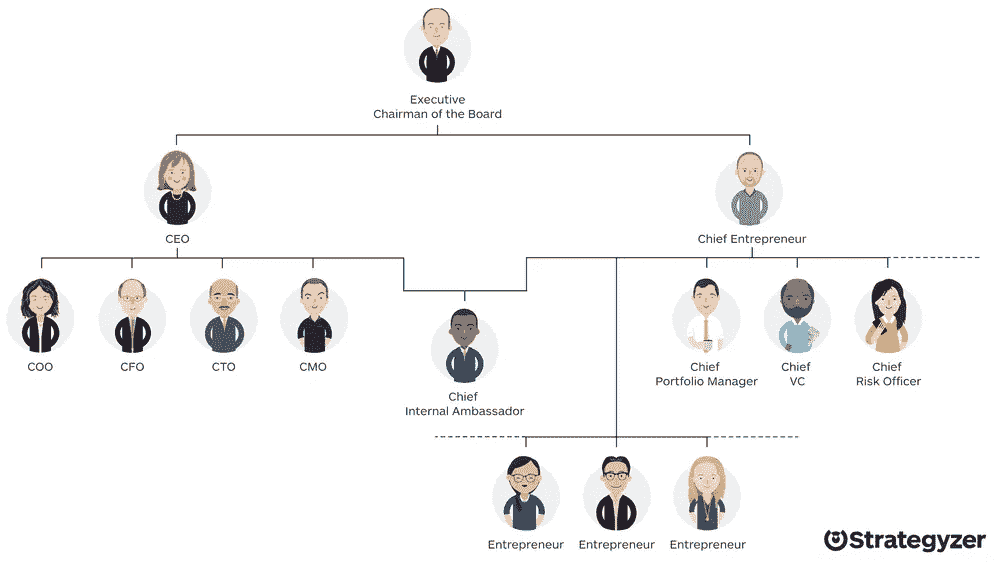 Executive
Chairman of the Board
CEO
Chief Entrepreneur
COO
CFO
CTO
CMO
Chief
Internal Ambassador
Chief
Portfolio Manager
Chief
VC
Chief
Risk Officer
Entrepreneur
Entrepreneur
Entrepreneur
Strategyzer